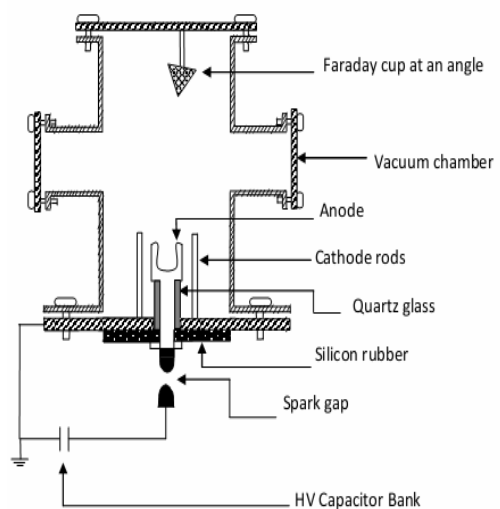 Faraday cup at an angle
Vacuum chamber
Anode
Cathode rods
Quartz glass
Silicon rubber
Spark gap
HV Capacitor Bank